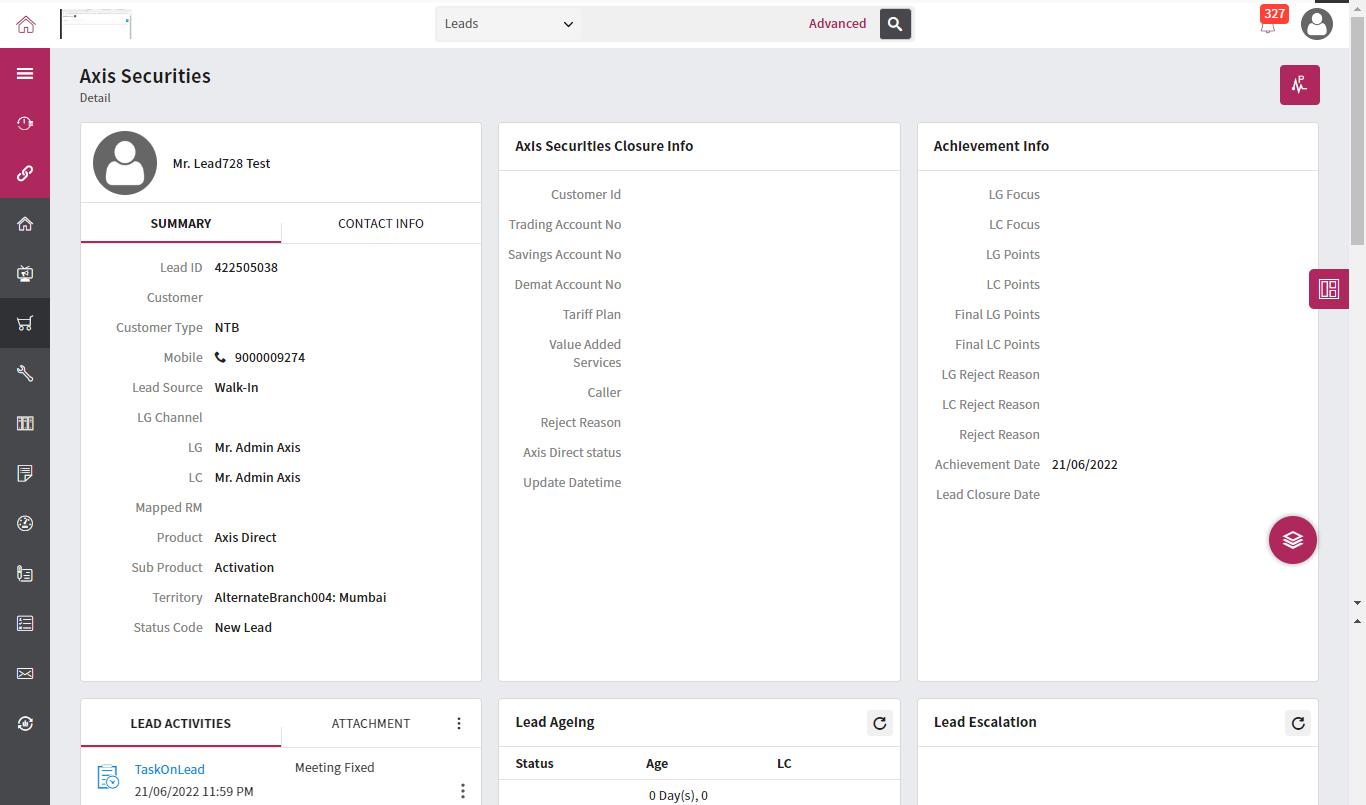 Leads
Advanced
327
Axis Securities
Detail
Mr. Lead728 Test
SUMMARY
CONTACT INFO
Lead ID 422505038
Customer
Customer Type NTB
Mobile 9000009274
Lead Source Walk-In
LG Channel
LG Mr. Admin Axis
LC Mr. Admin Axis
Mapped RM
Product Axis Direct
Sub Product Activation
Territory AlternateBranch004: Mumbai
Status Code New Lead
Axis Securities Closure Info
Customer Id
Trading Account No
Savings Account No
Demat Account No
Tariff Plan
Value Added
Services
Caller
Reject Reason
Axis Direct status
Update Datetime
Achievement Info
LG Focus
LC Focus
LG Points
LC Points
Final LG Points
Final LC Points
LG Reject Reason
LC Reject Reason
Reject Reason
Achievement Date 21/06/2022
Lead Closure Date
LEAD ACTIVITIES
ATTACHMENT
TaskOnLead
Meeting Fixed
21/06/2022 11:59 PM
Lead Ageing
Status Age LC
0 Day(s), 0
Lead Escalation